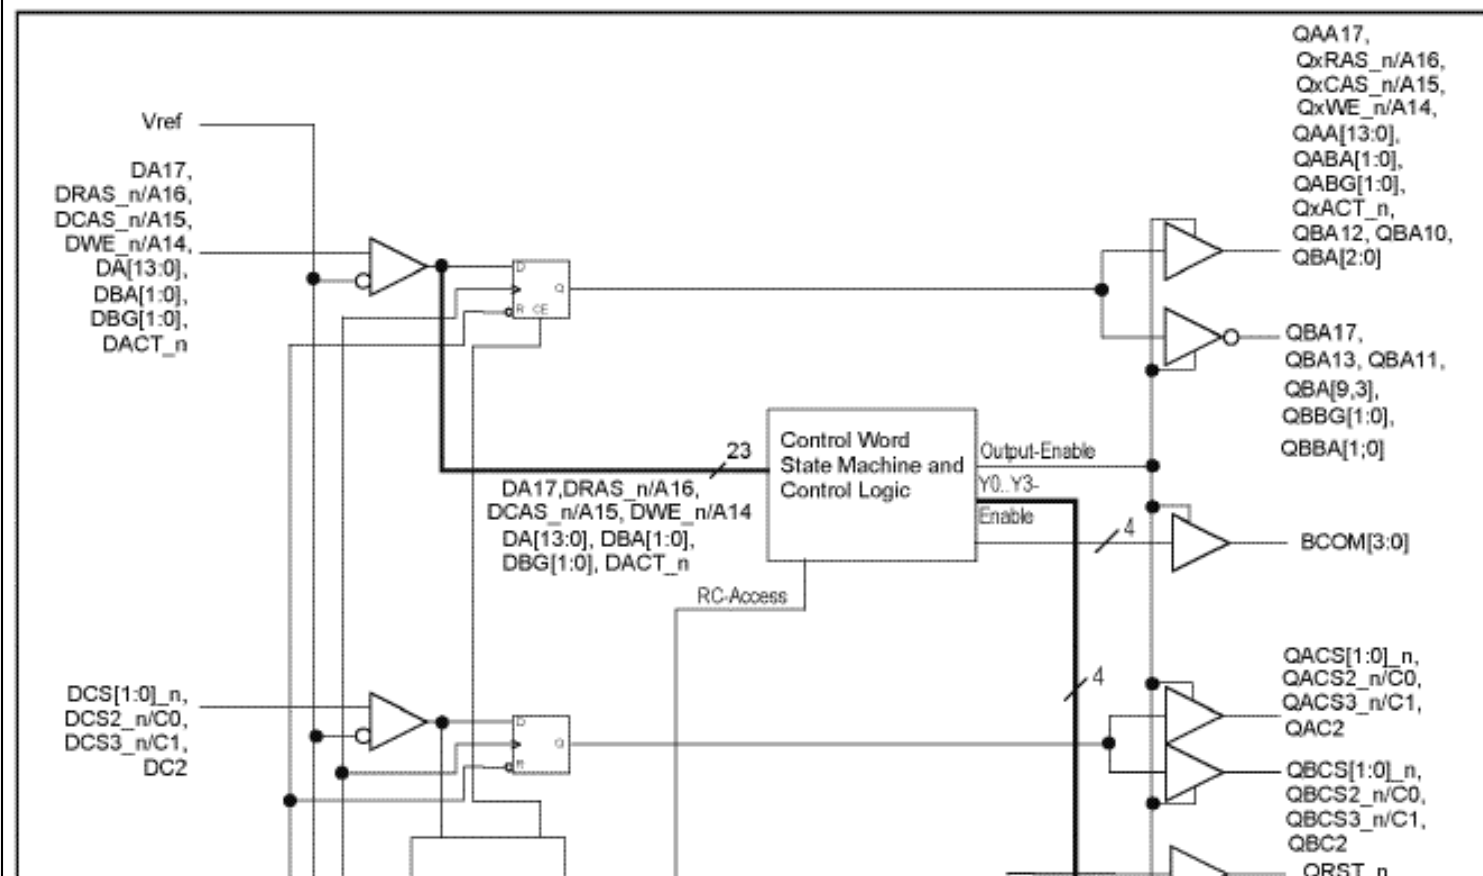 Vref
DA17,
DRAS_n/A16,
DCAS_n/A15,
DWE_n/A14,
DA[13:0],
DBA[1:0],
DBG[1:0],
DACT_n
D
Q
R CE
QAA17,
QxRAS_n/A16,
QxCAS_n/A15,
QxWE_n/A14,
QAA[13:0],
QABA[1:0],
QABG[1:0],
QxACT_n,
QBA12, QBA10,
QBA[2:0]
QBA17,
QBA13, QBA11,
QBA[9,3],
QBBG[1:0],
QBBA[1;0]
23
DA17,DRAS_n/A16,
DCAS_n/A15, DWE_n/A14
DA[13:0], DBA[1:0],
DBG[1:0], DACT_n
Control Word
State Machine and
Control Logic
Output-Enable
Y0..Y3-
Enable
4
BCOM[3:0]
RC-Access
4
DCS[1:0]_n,
DCS2_n/C0,
DCS3_n/C1,
DC2
D
Q
R
QACS[1:0]_n,
QACS2_n/C0,
QACS3_n/C1,
QAC2
QBCS[1:0]_n,
QBCS2_n/C0,
QBCS3_n/C1,
QBC2
QRST_n